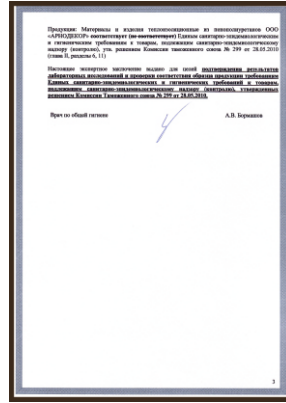 Продукция: Материалы и изделия теплоизоляционные из пенополиуретанов ООО
«АРНОДЕКОР» соответствует (не соответствует) Единым санитарно-эпидемиологическим
и гигиеническим требованиям к товарам, подлежащим санитарно-эпидемиологическому
надзору (контролю), утв. решением Комиссии таможенного союза № 299 от 28.05.2010
(глава II, разделы 6, 11)
Настоящее экспертное заключение выдано для целей подтверждения результатов
лабораторных исследований и проверки соответствия образца продукции требованиям
Единых санитарно-эпидемиологических и гигиенических требований к товарам,
подлежащим санитарно-эпидемиологическому надзору (контролю), утвержденных
решением Комиссии Таможенного союза № 299 от 28.05.2010.
Врач по общей гигиене А.В. Бормашов
3